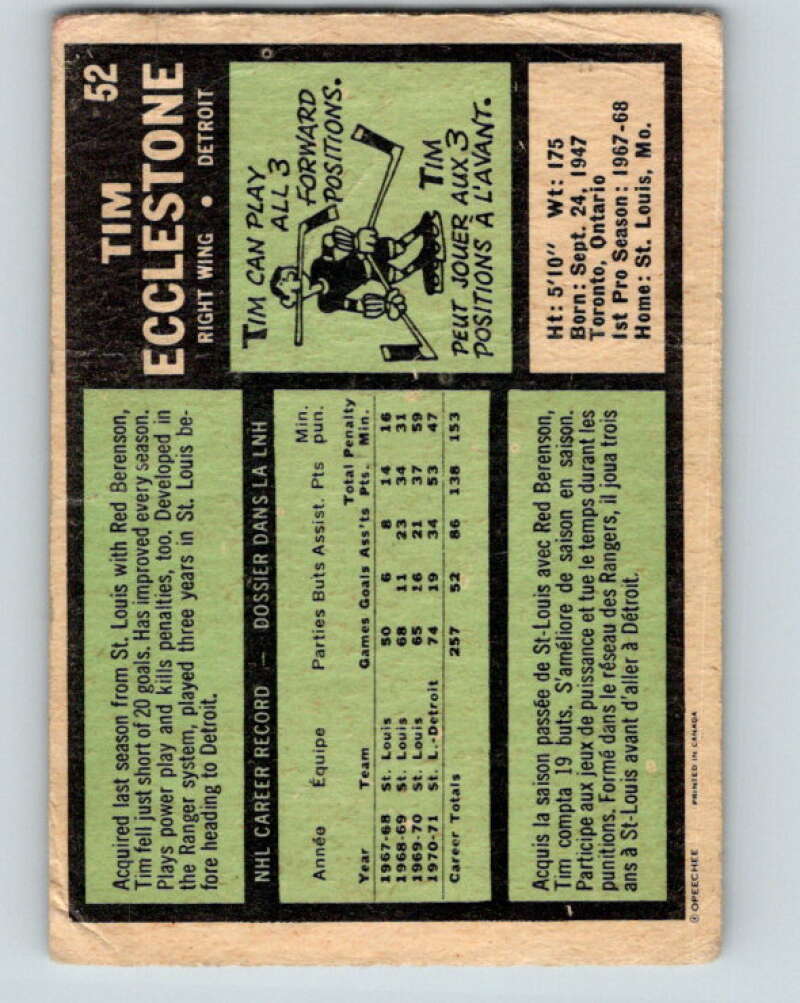 52
TIM
ECCLESTONE
RIGHT WING • DETROIT
TIM CAN PLAY
ALL 3
FORWARD
POSITIONS.
TIM
PEUT JOUER AUX 3
POSITIONS À L'AVANT.
Ht: 5'10" Wt: 175
Born: Sept. 24, 1947
Toronto, Ontario
1st Pro Season: 1967-68
Home: St. Louis, Mo.
Acquired last season from St. Louis with Red Berenson,
Tim fell just short of 20 goals. Has improved every season.
Plays power play and kills penalties, too. Developed in
the Ranger system, played three years in St. Louis be-
fore heading to Detroit.
NHL CAREER RECORD — DOSSIER DANS LA LNH
Année Équipe Parties Buts Assist. Pts Min. pun.
Year Team Games Goals Ass'ts Pts. Total Penalty Min.
1967-68 St. Louis 50 6 8 14 16
1968-69 St. Louis 68 11 23 34 31
1969-70 St. Louis 65 16 21 37 59
1970-71 St. L.-Detroit 74 19 34 53 47
Career Totals 257 52 86 138 153
Acquis la saison passée de St-Louis avec Red Berenson,
Tim compta 19 buts. S'améliore de saison en saison.
Participe aux jeux de puissance et tue le temps durant les
punitions. Formé dans le réseau des Rangers, il joua trois
ans à St-Louis avant d'aller à Détroit.
© OPEECHEE PRINTED IN CANADA